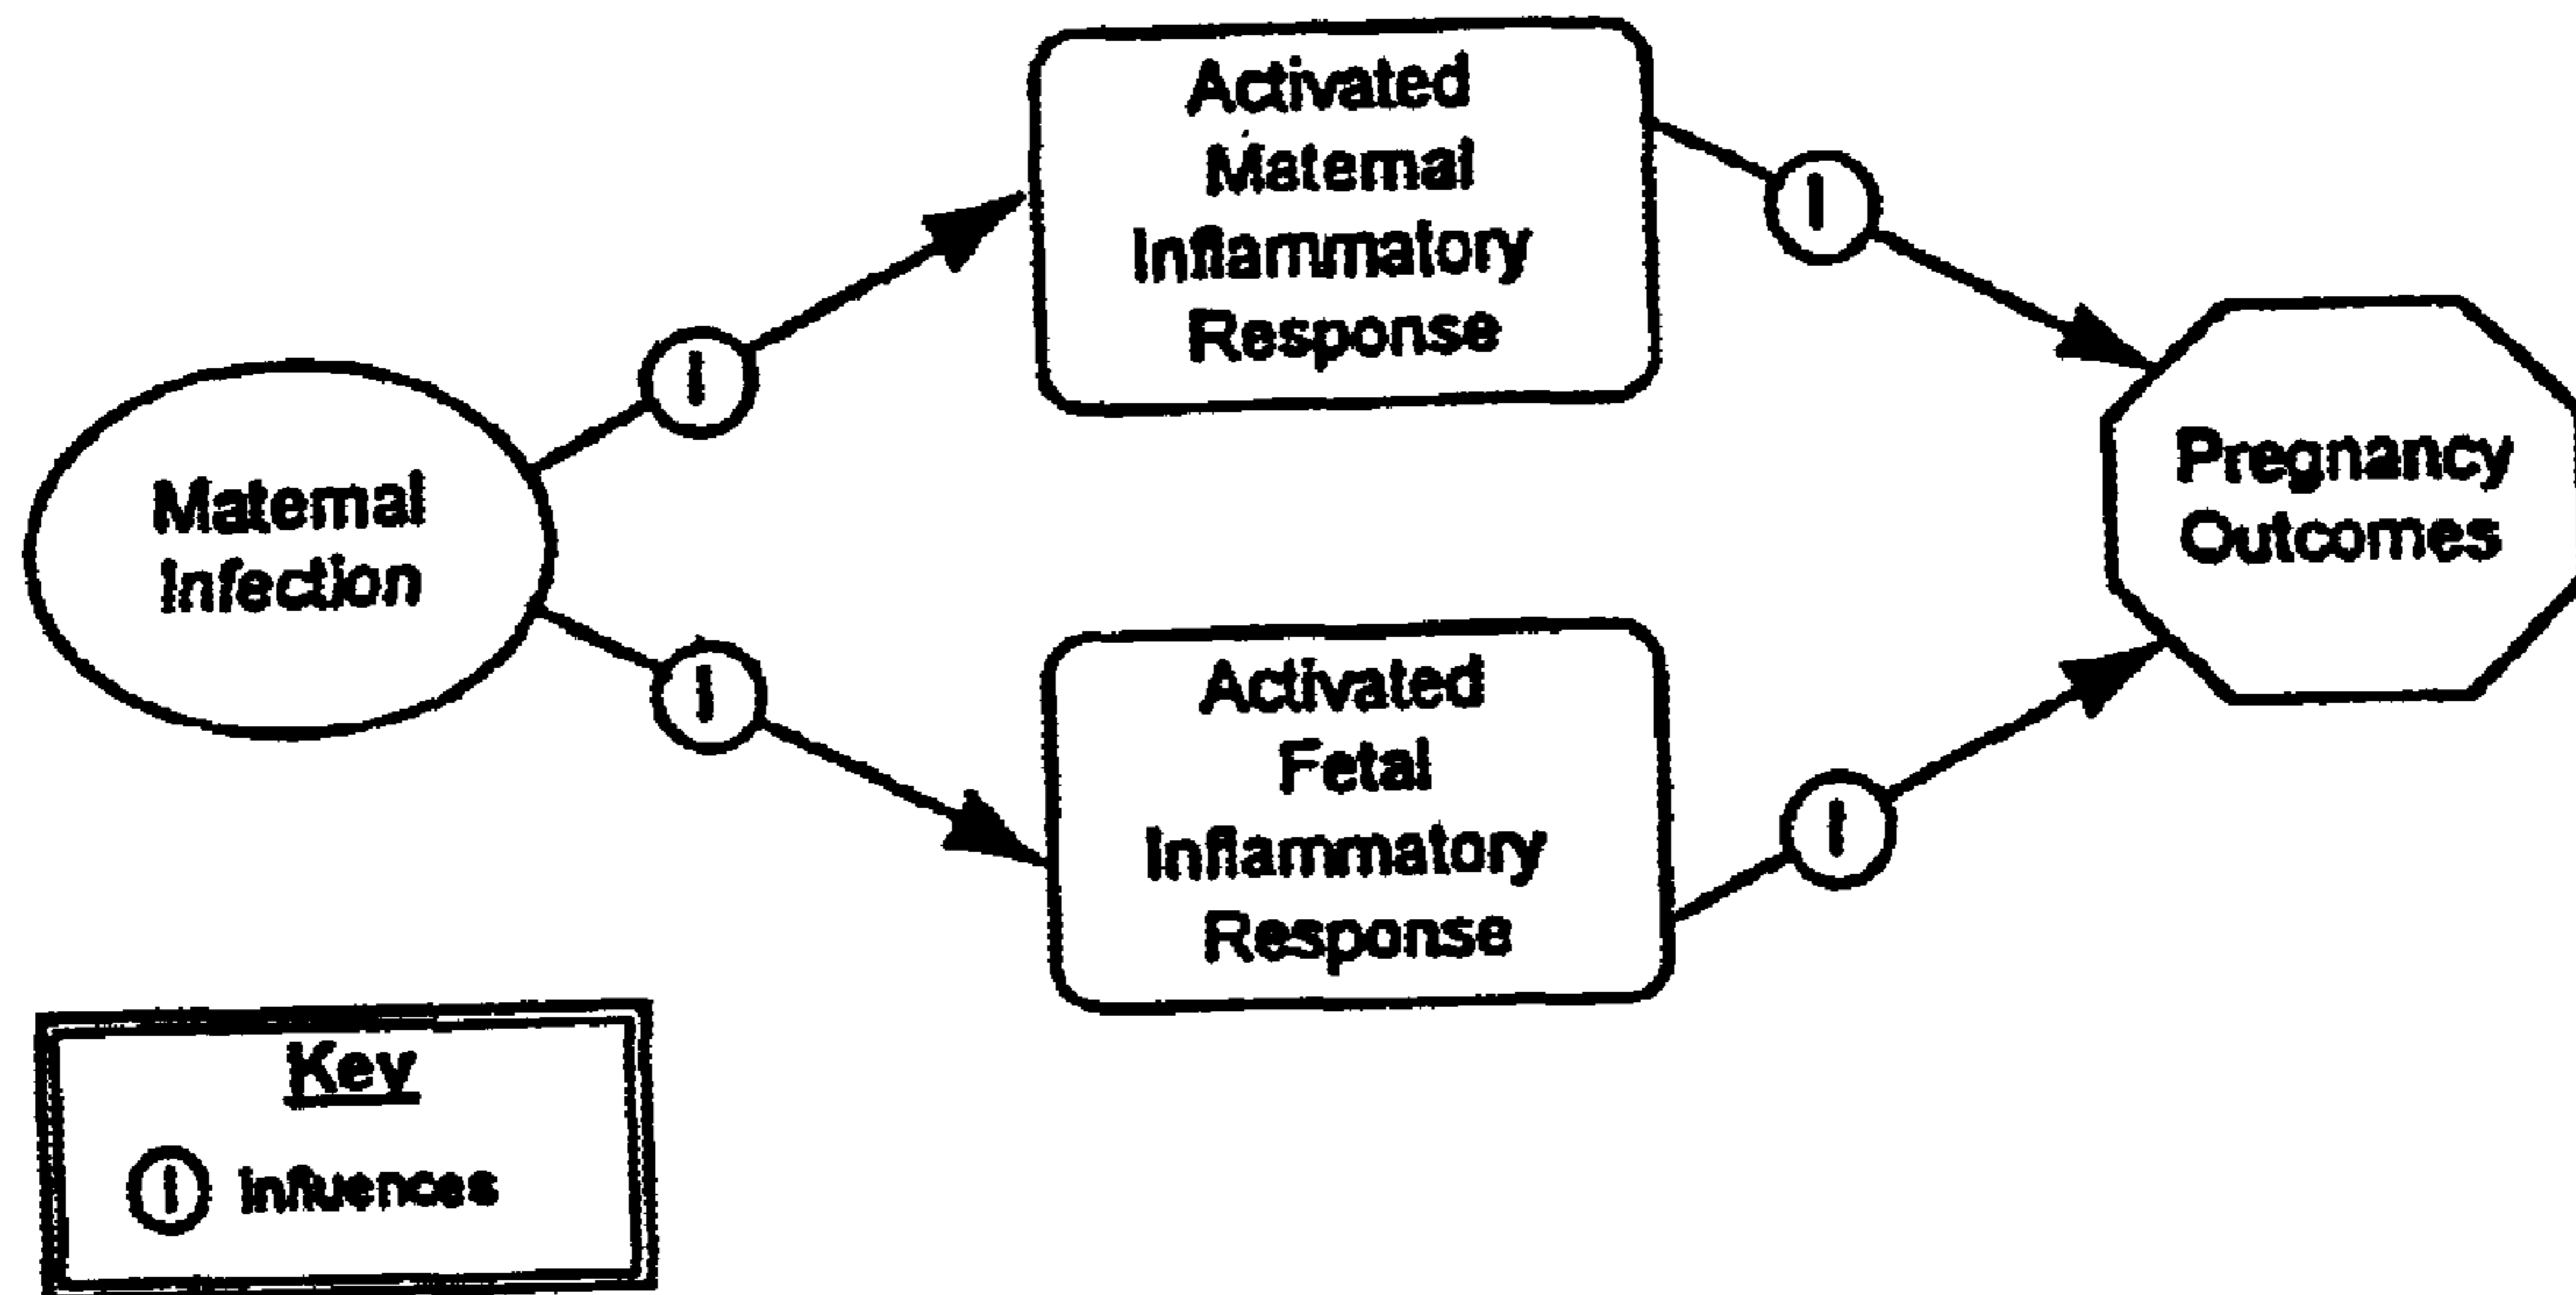 Activated
Maternal
Inflammatory
Response
I
I
Maternal
Infection
Pregnancy
Outcomes
I
Activated
Fetal
Inflammatory
Response
I
Key
I Influences